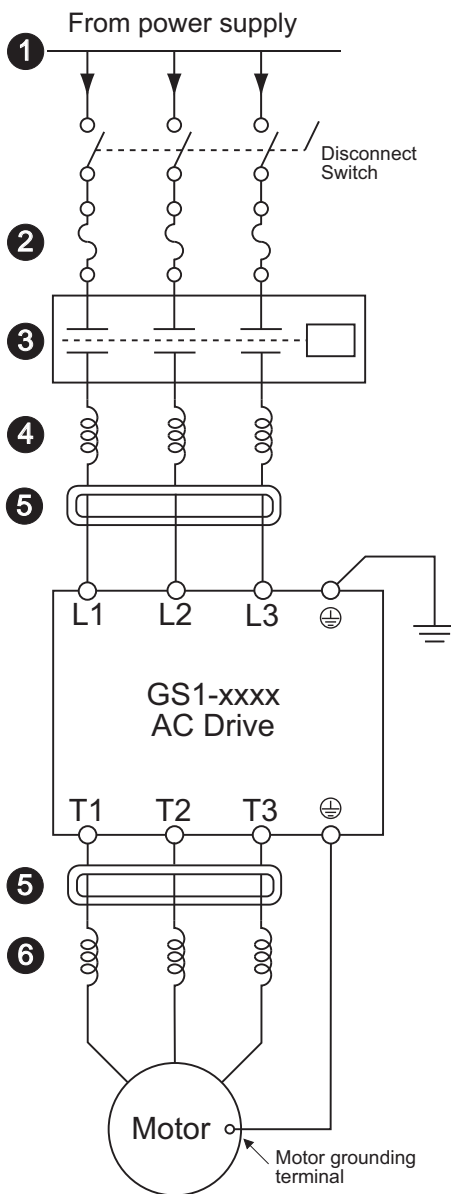 From power supply
1
Disconnect
Switch
2
3
4
5
L1 L2 L3
GS1-xxxx
AC Drive
T1 T2 T3
5
6
Motor
Motor grounding
terminal